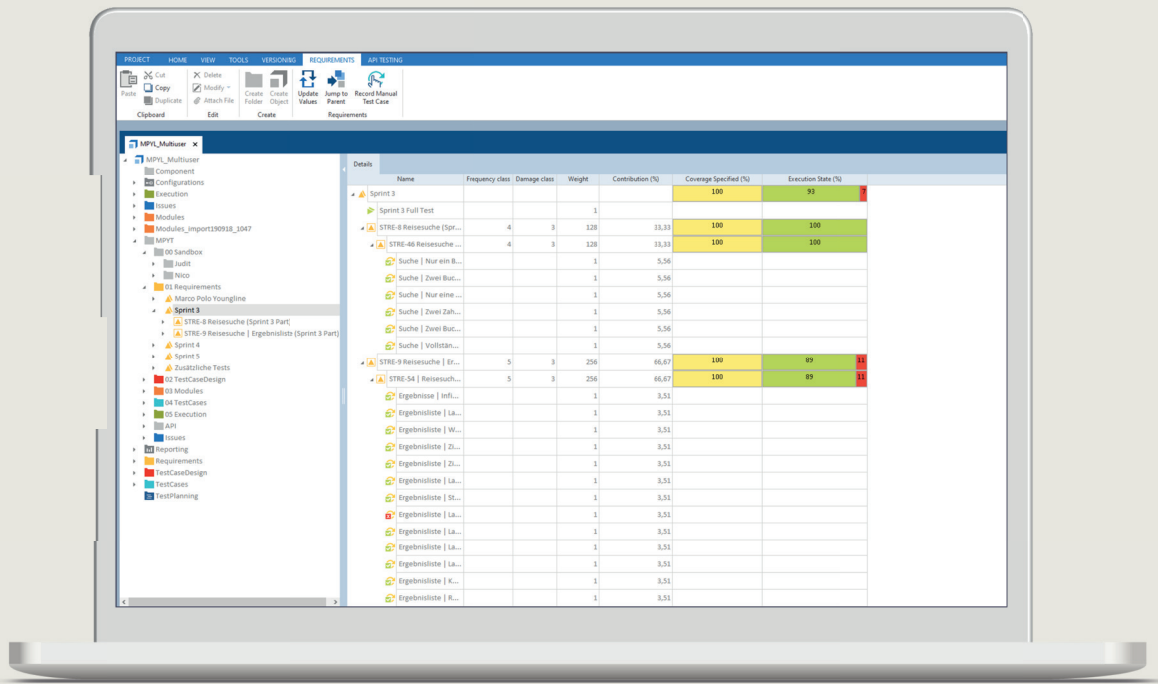 PROJECT HOME VIEW TOOLS VERSIONING REQUIREMENTS API TESTING
Paste Cut Copy Duplicate
Clipboard
Delete Modify Attach File
Edit
Create Folder Create Object
Create
Update Values Jump to Parent Record Manual Test Case
Requirements
MPYL_Multiuser x
MPYL_Multiuser
Component
Configurations
Execution
Issues
Modules
Modules_import190918_1047
MPYT
00 Sandbox
Judit
Nico
01 Requirements
Marco Polo Youngline
Sprint 3
STRE-8 Reisesuche (Sprint 3 Part)
STRE-9 Reisesuche | Ergebnisliste (Sprint 3 Part)
Sprint 4
Sprint 5
Zusätzliche Tests
02 TestCaseDesign
03 Modules
04 TestCases
05 Execution
API
Issues
Reporting
Requirements
TestCaseDesign
TestCases
TestPlanning
Details
Name Frequency class Damage class Weight Contribution (%) Coverage Specified (%) Execution State (%)
Sprint 3 100 93 7
Sprint 3 Full Test 1
STRE-8 Reisesuche (Spr... 4 3 128 33,33 100 100
STRE-46 Reisesuche ... 4 3 128 33,33 100 100
Suche | Nur ein B... 1 5,56
Suche | Zwei Buc... 1 5,56
Suche | Nur eine ... 1 5,56
Suche | Zwei Zah... 1 5,56
Suche | Zwei Buc... 1 5,56
Suche | Vollstän... 1 5,56
STRE-9 Reisesuche | Er... 5 3 256 66,67 100 89 11
STRE-54 | Reisesuch... 5 3 256 66,67 100 89 11
Ergebnisse | Infi... 1 3,51
Ergebnisliste | La... 1 3,51
Ergebnisliste | W... 1 3,51
Ergebnisliste | Zi... 1 3,51
Ergebnisliste | Zi... 1 3,51
Ergebnisliste | La... 1 3,51
Ergebnisliste | St... 1 3,51
Ergebnisliste | La... 1 3,51
Ergebnisliste | La... 1 3,51
Ergebnisliste | La... 1 3,51
Ergebnisliste | La... 1 3,51
Ergebnisliste | K... 1 3,51
Ergebnisliste | R... 1 3,51